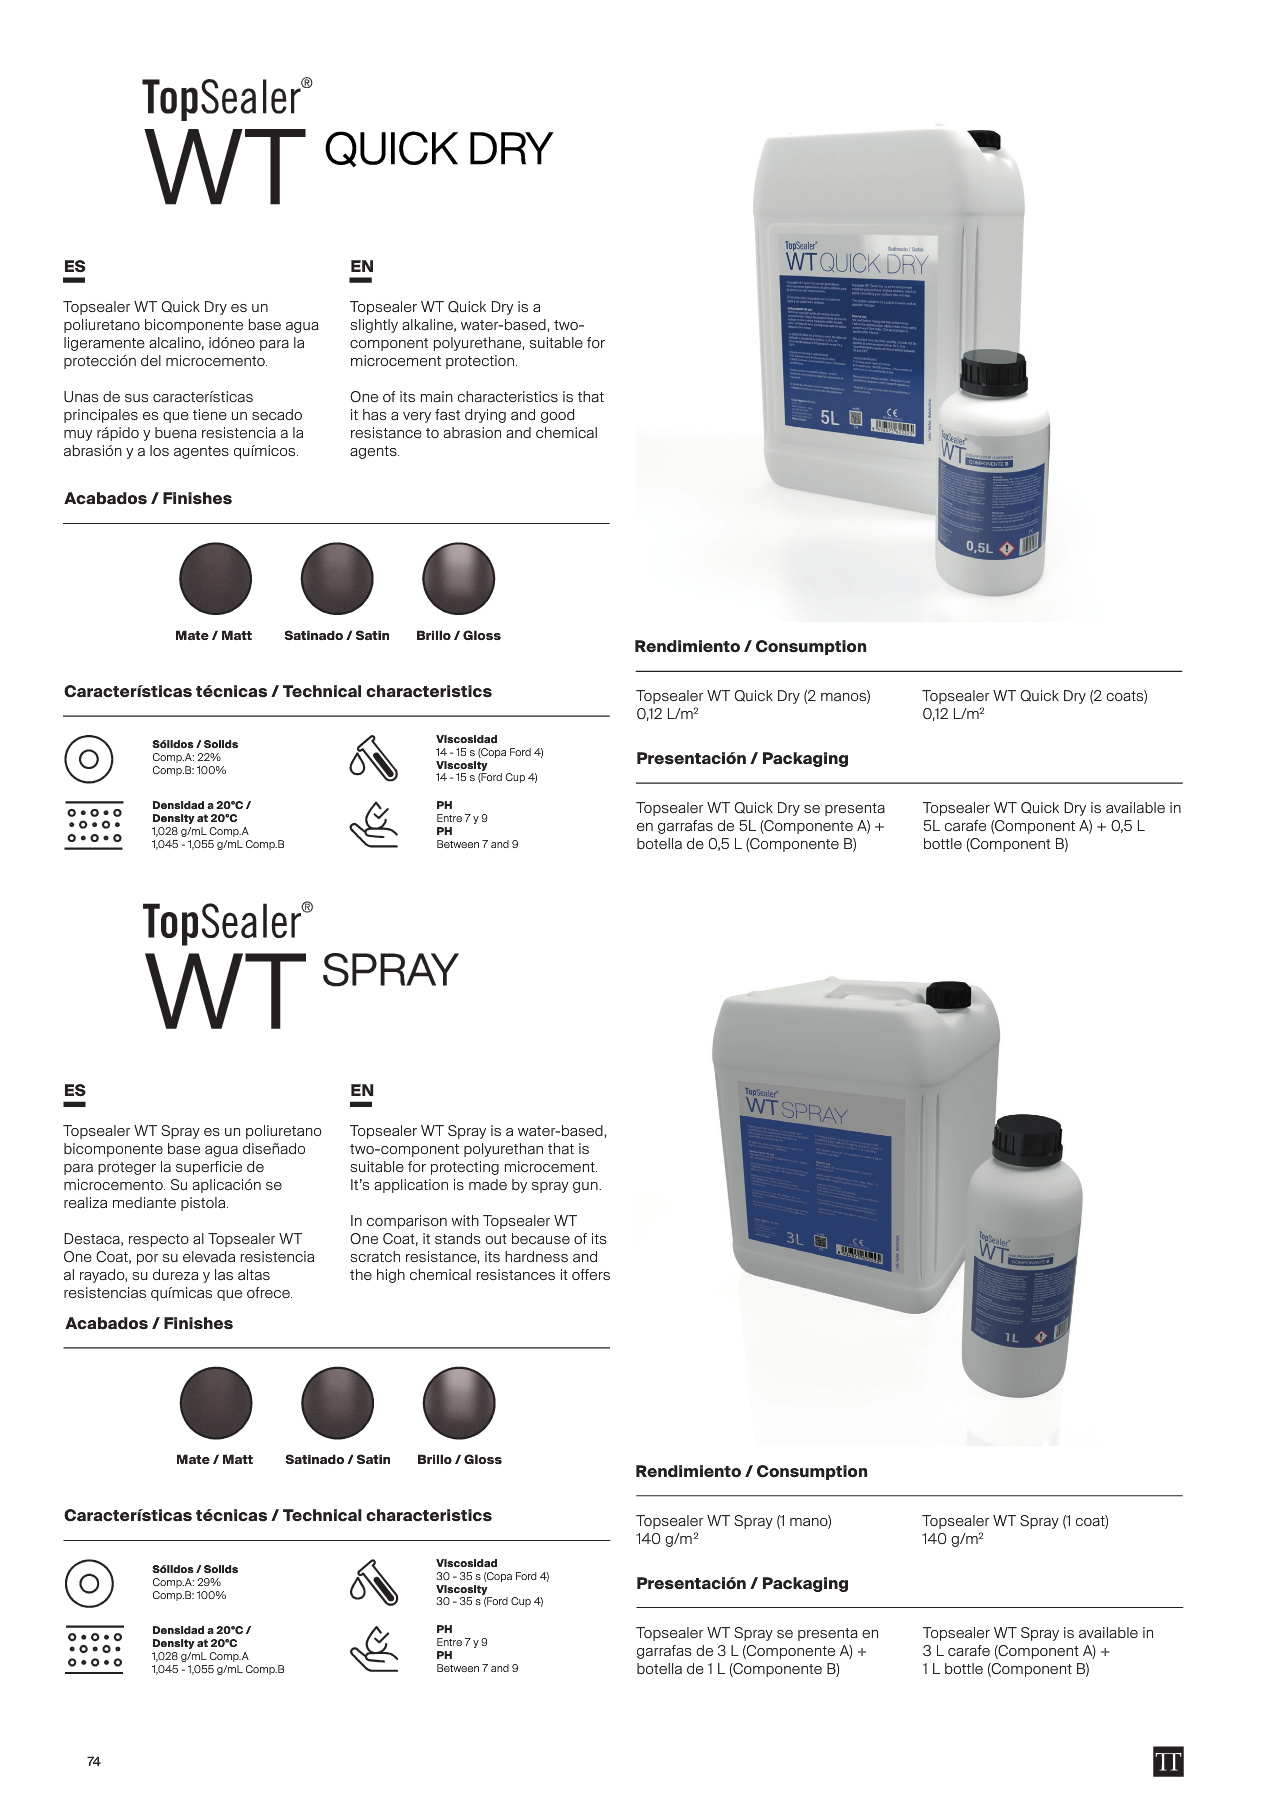 TopSealer®
WT QUICK DRY
ES
Topsealer WT Quick Dry es un
poliuretano bicomponente base agua
ligeramente alcalino, idóneo para la
protección del microcemento.
Unas de sus características
principales es que tiene un secado
muy rápido y buena resistencia a la
abrasión y a los agentes químicos.
EN
Topsealer WT Quick Dry is a
slightly alkaline, water-based, two-
component polyurethane, suitable for
microcement protection.
One of its main characteristics is that
it has a very fast drying and good
resistance to abrasion and chemical
agents.
Acabados / Finishes
Mate / Matt
Satinado / Satin
Brillo / Gloss
Características técnicas / Technical characteristics
Sólidos / Solids
Comp.A: 22%
Comp.B: 100%
Viscosidad
14 - 15 s (Copa Ford 4)
Viscosity
14 - 15 s (Ford Cup 4)
Densidad a 20ºC /
Density at 20ºC
1,028 g/mL Comp.A
1,045 - 1,055 g/mL Comp.B
PH
Entre 7 y 9
PH
Between 7 and 9
TopSealer®
Satinado / Satin
WT QUICK DRY
5L
CE
TopSealer®
WT
COMPONENTE B
0,5L
Rendimiento / Consumption
Topsealer WT Quick Dry (2 manos)
0,12 L/m²
Topsealer WT Quick Dry (2 coats)
0,12 L/m²
Presentación / Packaging
Topsealer WT Quick Dry se presenta
en garrafas de 5L (Componente A) +
botella de 0,5 L (Componente B)
Topsealer WT Quick Dry is available in
5L carafe (Component A) + 0,5 L
bottle (Component B)
TopSealer®
WT SPRAY
ES
Topsealer WT Spray es un poliuretano
bicomponente base agua diseñado
para proteger la superficie de
microcemento. Su aplicación se
realiza mediante pistola.
Destaca, respecto al Topsealer WT
One Coat, por su elevada resistencia
al rayado, su dureza y las altas
resistencias químicas que ofrece.
EN
Topsealer WT Spray is a water-based,
two-component polyurethan that is
suitable for protecting microcement.
It's application is made by spray gun.
In comparison with Topsealer WT
One Coat, it stands out because of its
scratch resistance, its hardness and
the high chemical resistances it offers
Acabados / Finishes
Mate / Matt
Satinado / Satin
Brillo / Gloss
Características técnicas / Technical characteristics
Sólidos / Solids
Comp.A: 29%
Comp.B: 100%
Viscosidad
30 - 35 s (Copa Ford 4)
Viscosity
30 - 35 s (Ford Cup 4)
Densidad a 20ºC /
Density at 20ºC
1,028 g/mL Comp.A
1,045 - 1,055 g/mL Comp.B
PH
Entre 7 y 9
PH
Between 7 and 9
TopSealer®
WT SPRAY
3L
CE
TopSealer®
WT
COMPONENTE B
1L
Rendimiento / Consumption
Topsealer WT Spray (1 mano)
140 g/m²
Topsealer WT Spray (1 coat)
140 g/m²
Presentación / Packaging
Topsealer WT Spray se presenta en
garrafas de 3 L (Componente A) +
botella de 1 L (Componente B)
Topsealer WT Spray is available in
3 L carafe (Component A) +
1 L bottle (Component B)
74
TT